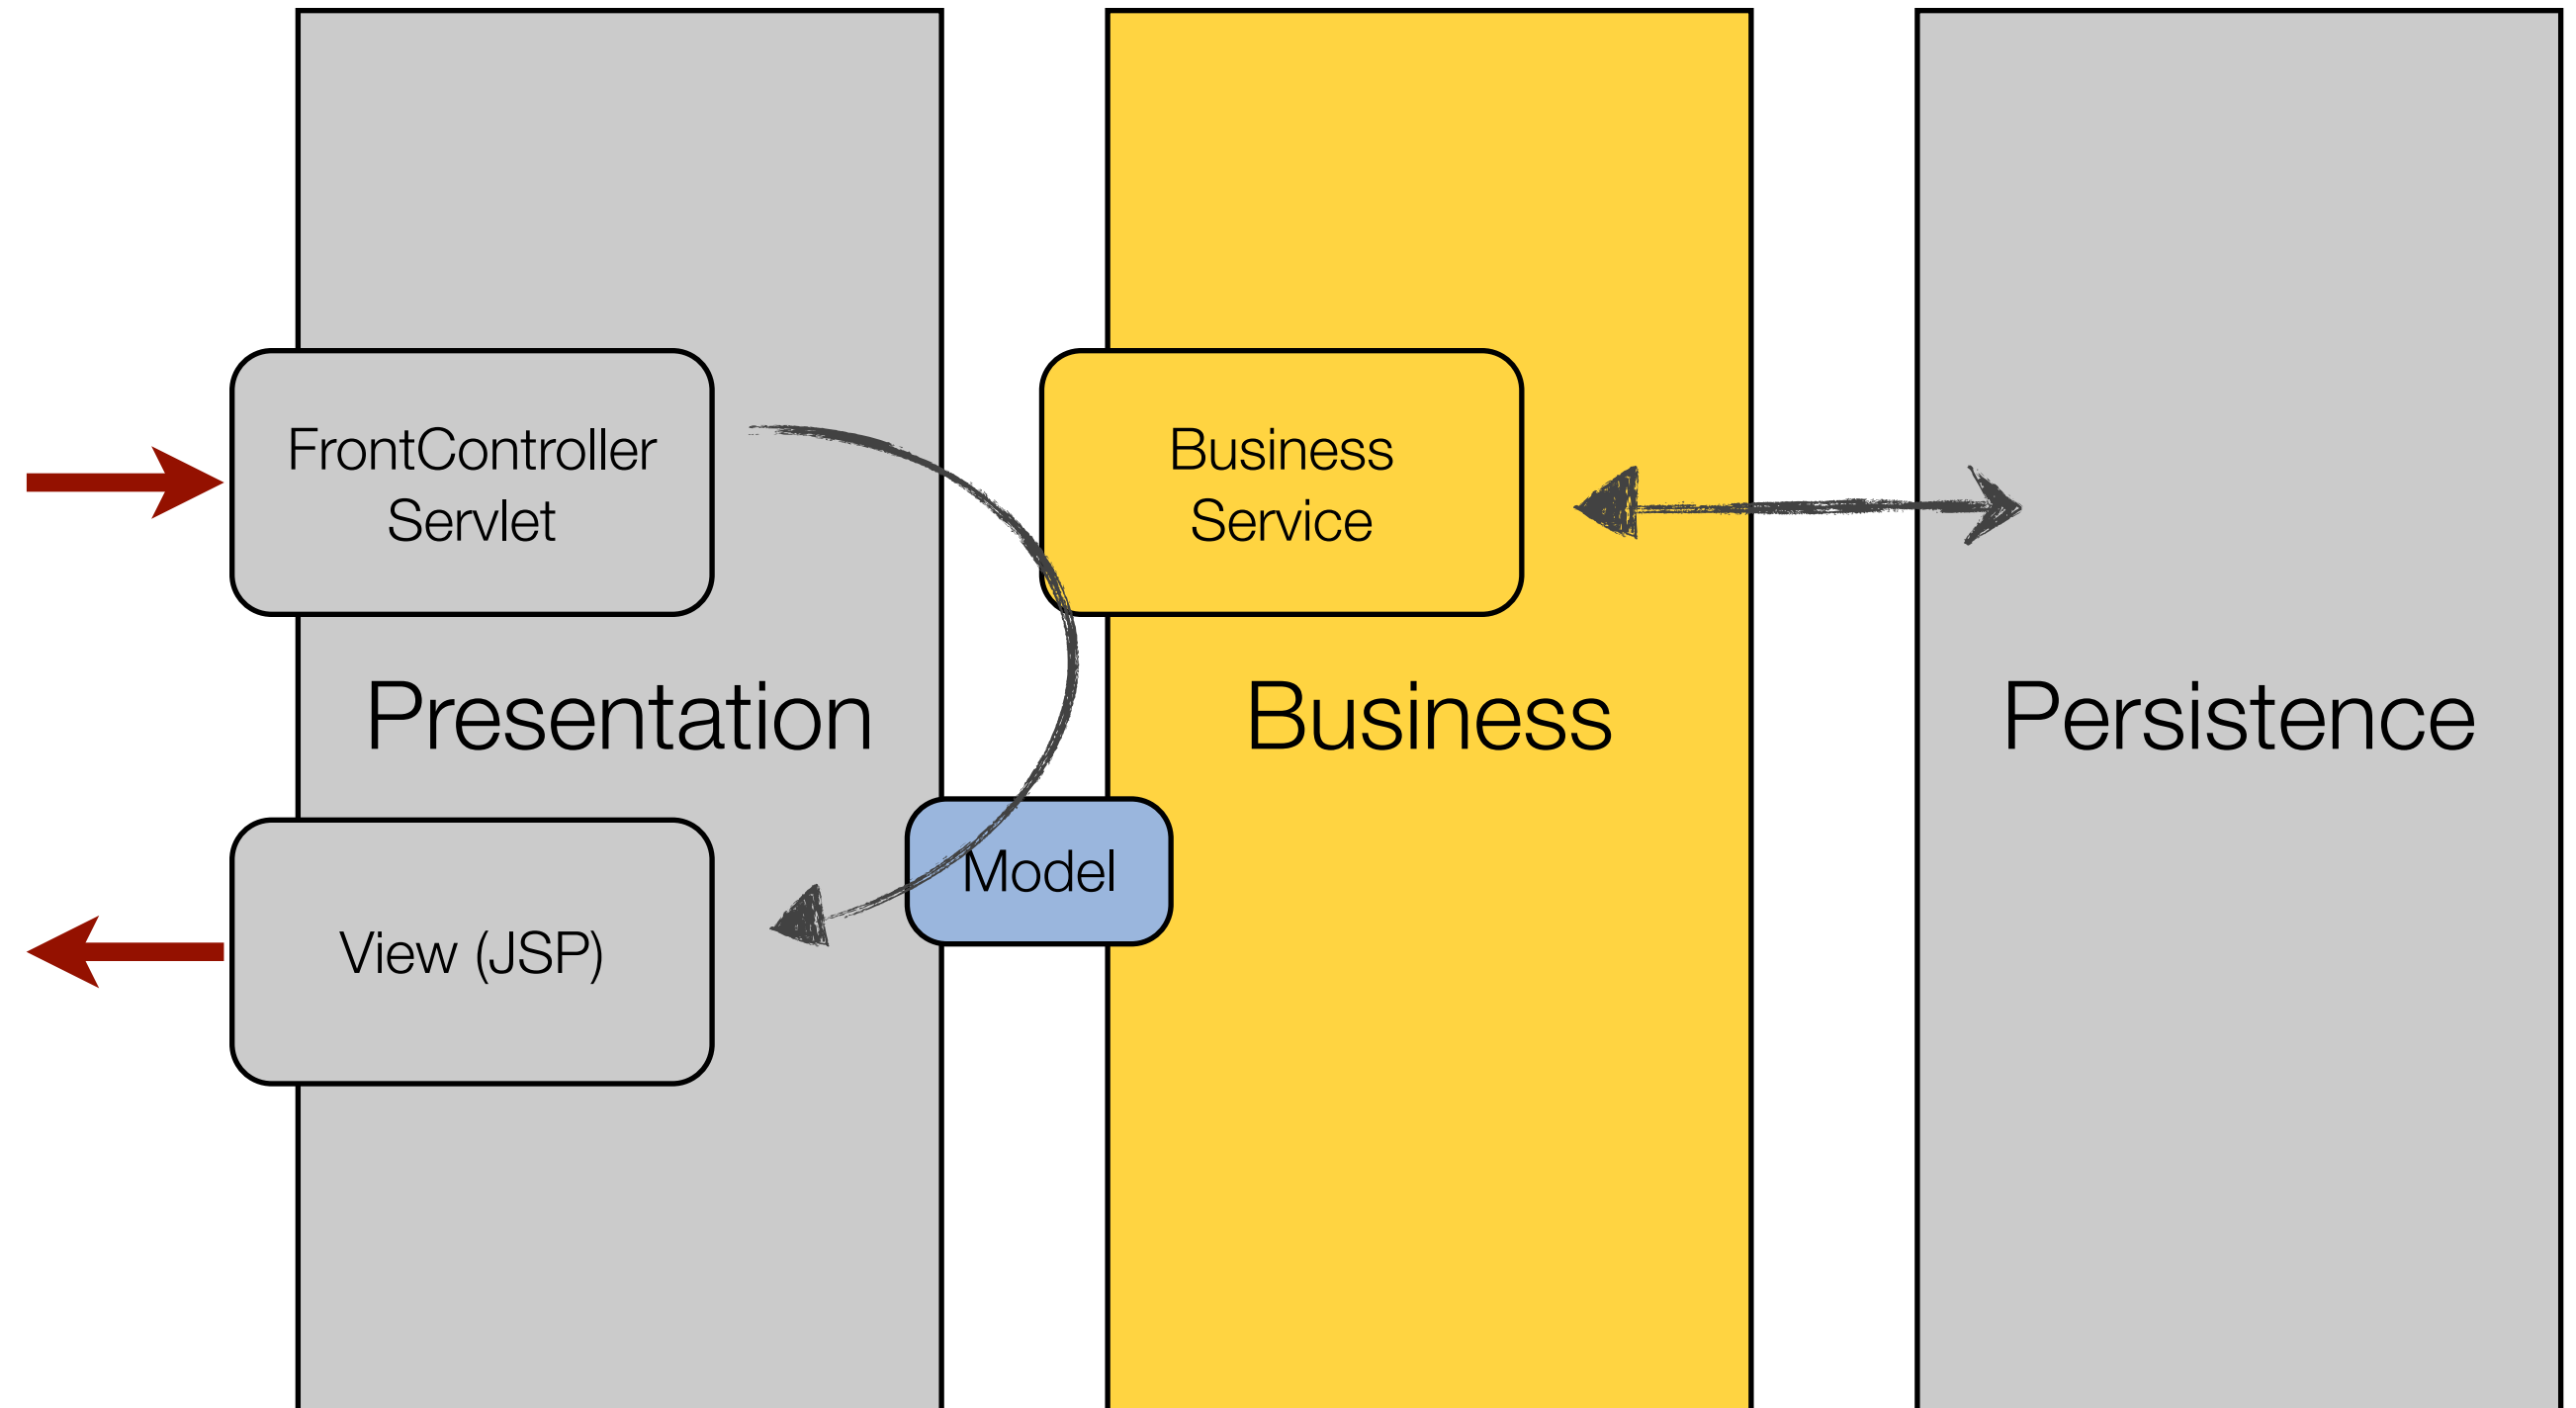 FrontController
Servlet
Business
Service
Presentation
Business
Persistence
Model
View (JSP)